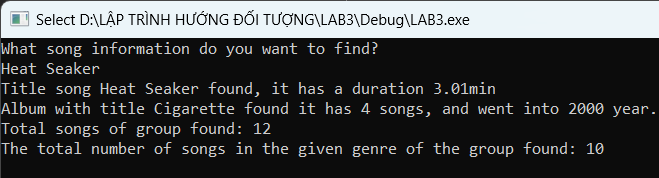 Select D:\LẬP TRÌNH HƯỚNG ĐỐI TƯỢNG\LAB3\Debug\LAB3.exe
What song information do you want to find?
Heat Seaker
Title song Heat Seaker found, it has a duration 3.01min
Album with title Cigarette found it has 4 songs, and went into 2000 year.
Total songs of group found: 12
The total number of songs in the given genre of the group found: 10